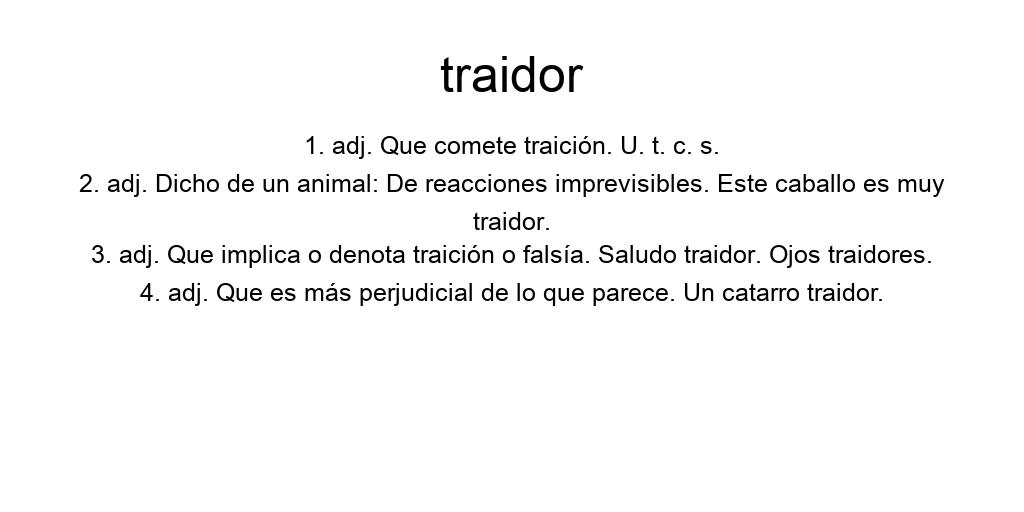 traidor
1. adj. Que comete traición. U. t. c. s.
2. adj. Dicho de un animal: De reacciones imprevisibles. Este caballo es muy
traidor.
3. adj. Que implica o denota traición o falsía. Saludo traidor. Ojos traidores.
4. adj. Que es más perjudicial de lo que parece. Un catarro traidor.